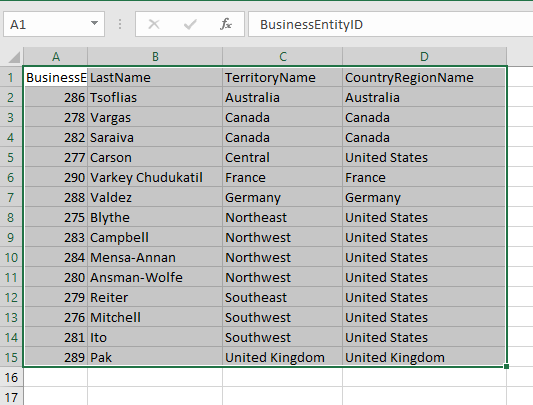 A1 fx BusinessEntityID
A B C D
1 BusinessE LastName TerritoryName CountryRegionName
2 286 Tsoflias Australia Australia
3 278 Vargas Canada Canada
4 282 Saraiva Canada Canada
5 277 Carson Central United States
6 290 Varkey Chudukatil France France
7 288 Valdez Germany Germany
8 275 Blythe Northeast United States
9 283 Campbell Northwest United States
10 284 Mensa-Annan Northwest United States
11 280 Ansman-Wolfe Northwest United States
12 279 Reiter Southeast United States
13 276 Mitchell Southwest United States
14 281 Ito Southwest United States
15 289 Pak United Kingdom United Kingdom
16
17